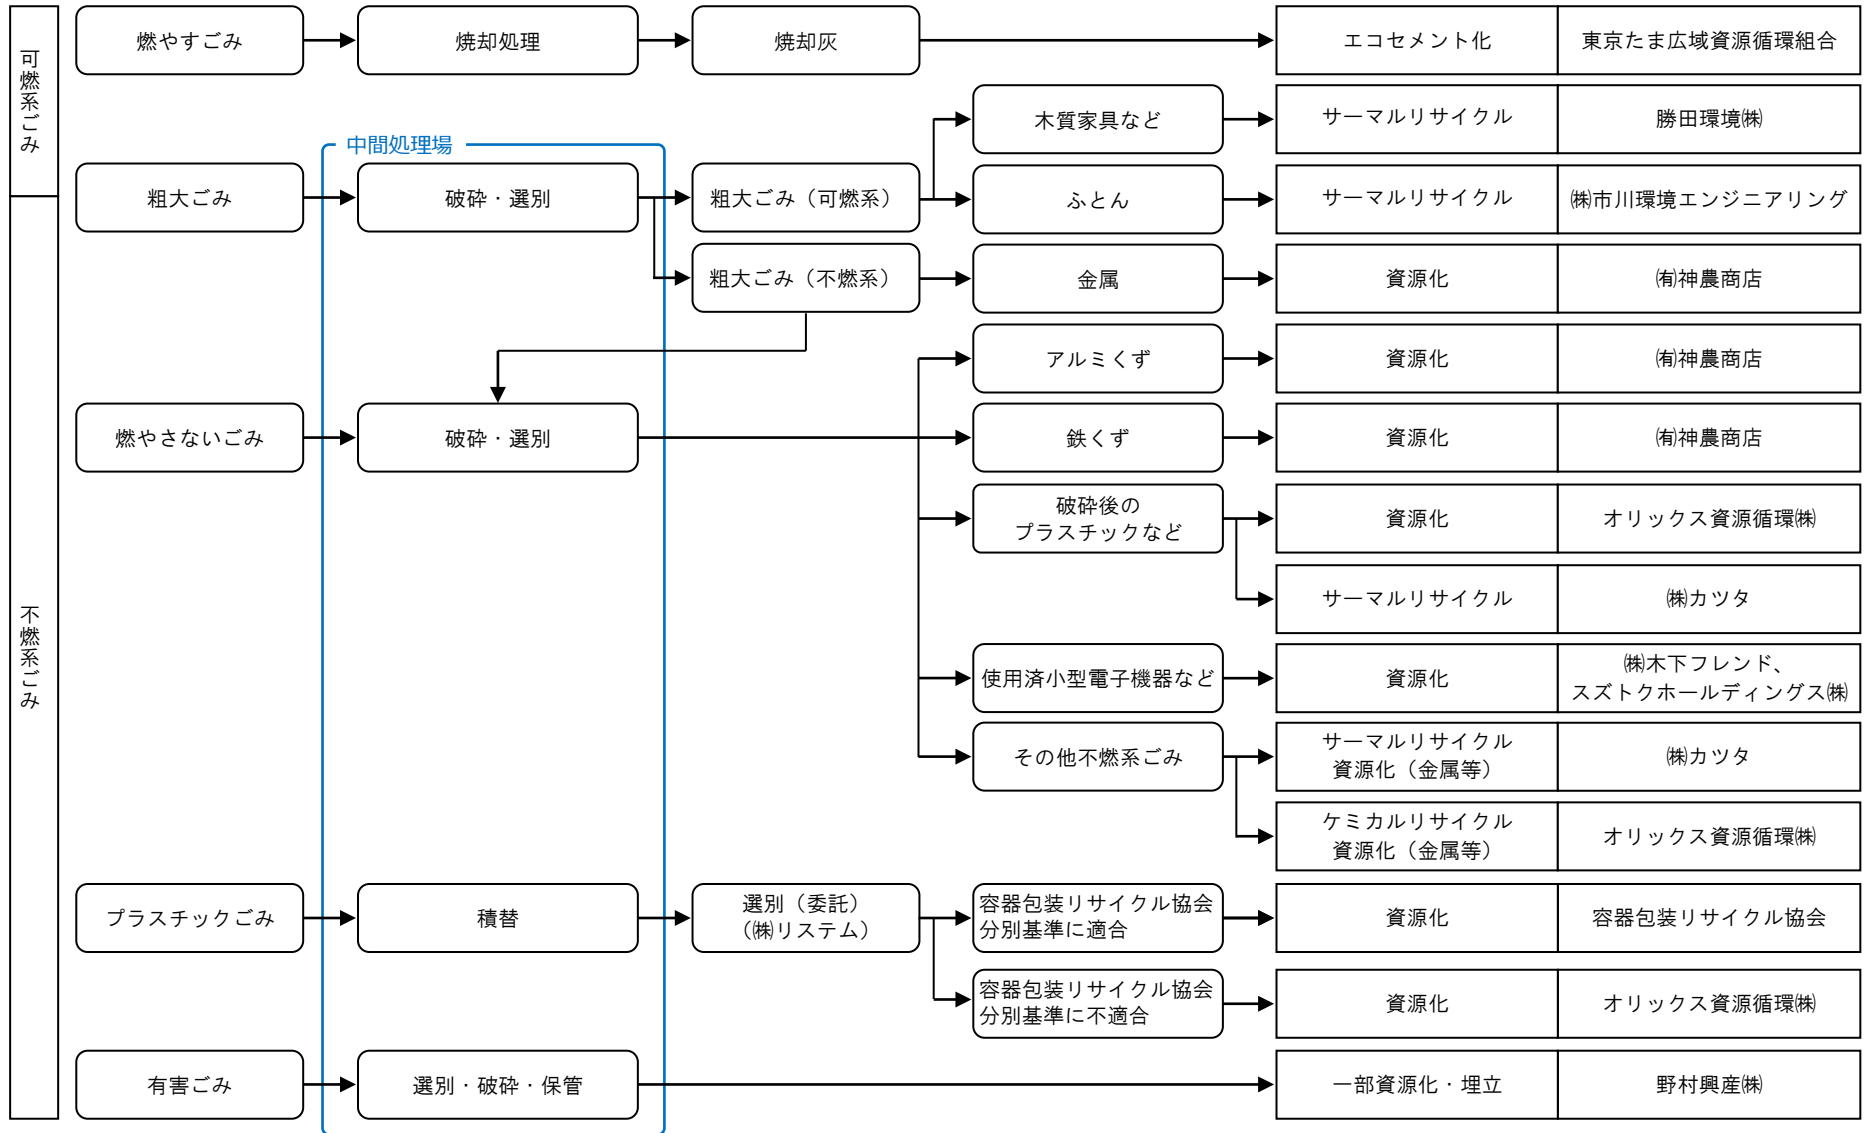 可燃系ごみ
燃やすごみ
焼却処理
焼却灰
エコセメント化
東京たま広域資源循環組合
木質家具など
サーマルリサイクル
勝田環境㈱
中間処理場
粗大ごみ
破砕・選別
粗大ごみ（可燃系）
ふとん
サーマルリサイクル
㈱市川環境エンジニアリング
粗大ごみ（不燃系）
金属
資源化
㈲神農商店
不燃系ごみ
アルミくず
資源化
㈲神農商店
燃やさないごみ
破砕・選別
鉄くず
資源化
㈲神農商店
破砕後の
プラスチックなど
資源化
オリックス資源循環㈱
サーマルリサイクル
㈱カツタ
使用済小型電子機器など
資源化
㈱木下フレンド、
スズトクホールディングス㈱
その他不燃系ごみ
サーマルリサイクル
資源化（金属等）
㈱カツタ
ケミカルリサイクル
資源化（金属等）
オリックス資源循環㈱
プラスチックごみ
積替
選別（委託）
（㈱リステム）
容器包装リサイクル協会
分別基準に適合
資源化
容器包装リサイクル協会
容器包装リサイクル協会
分別基準に不適合
資源化
オリックス資源循環㈱
有害ごみ
選別・破砕・保管
一部資源化・埋立
野村興産㈱